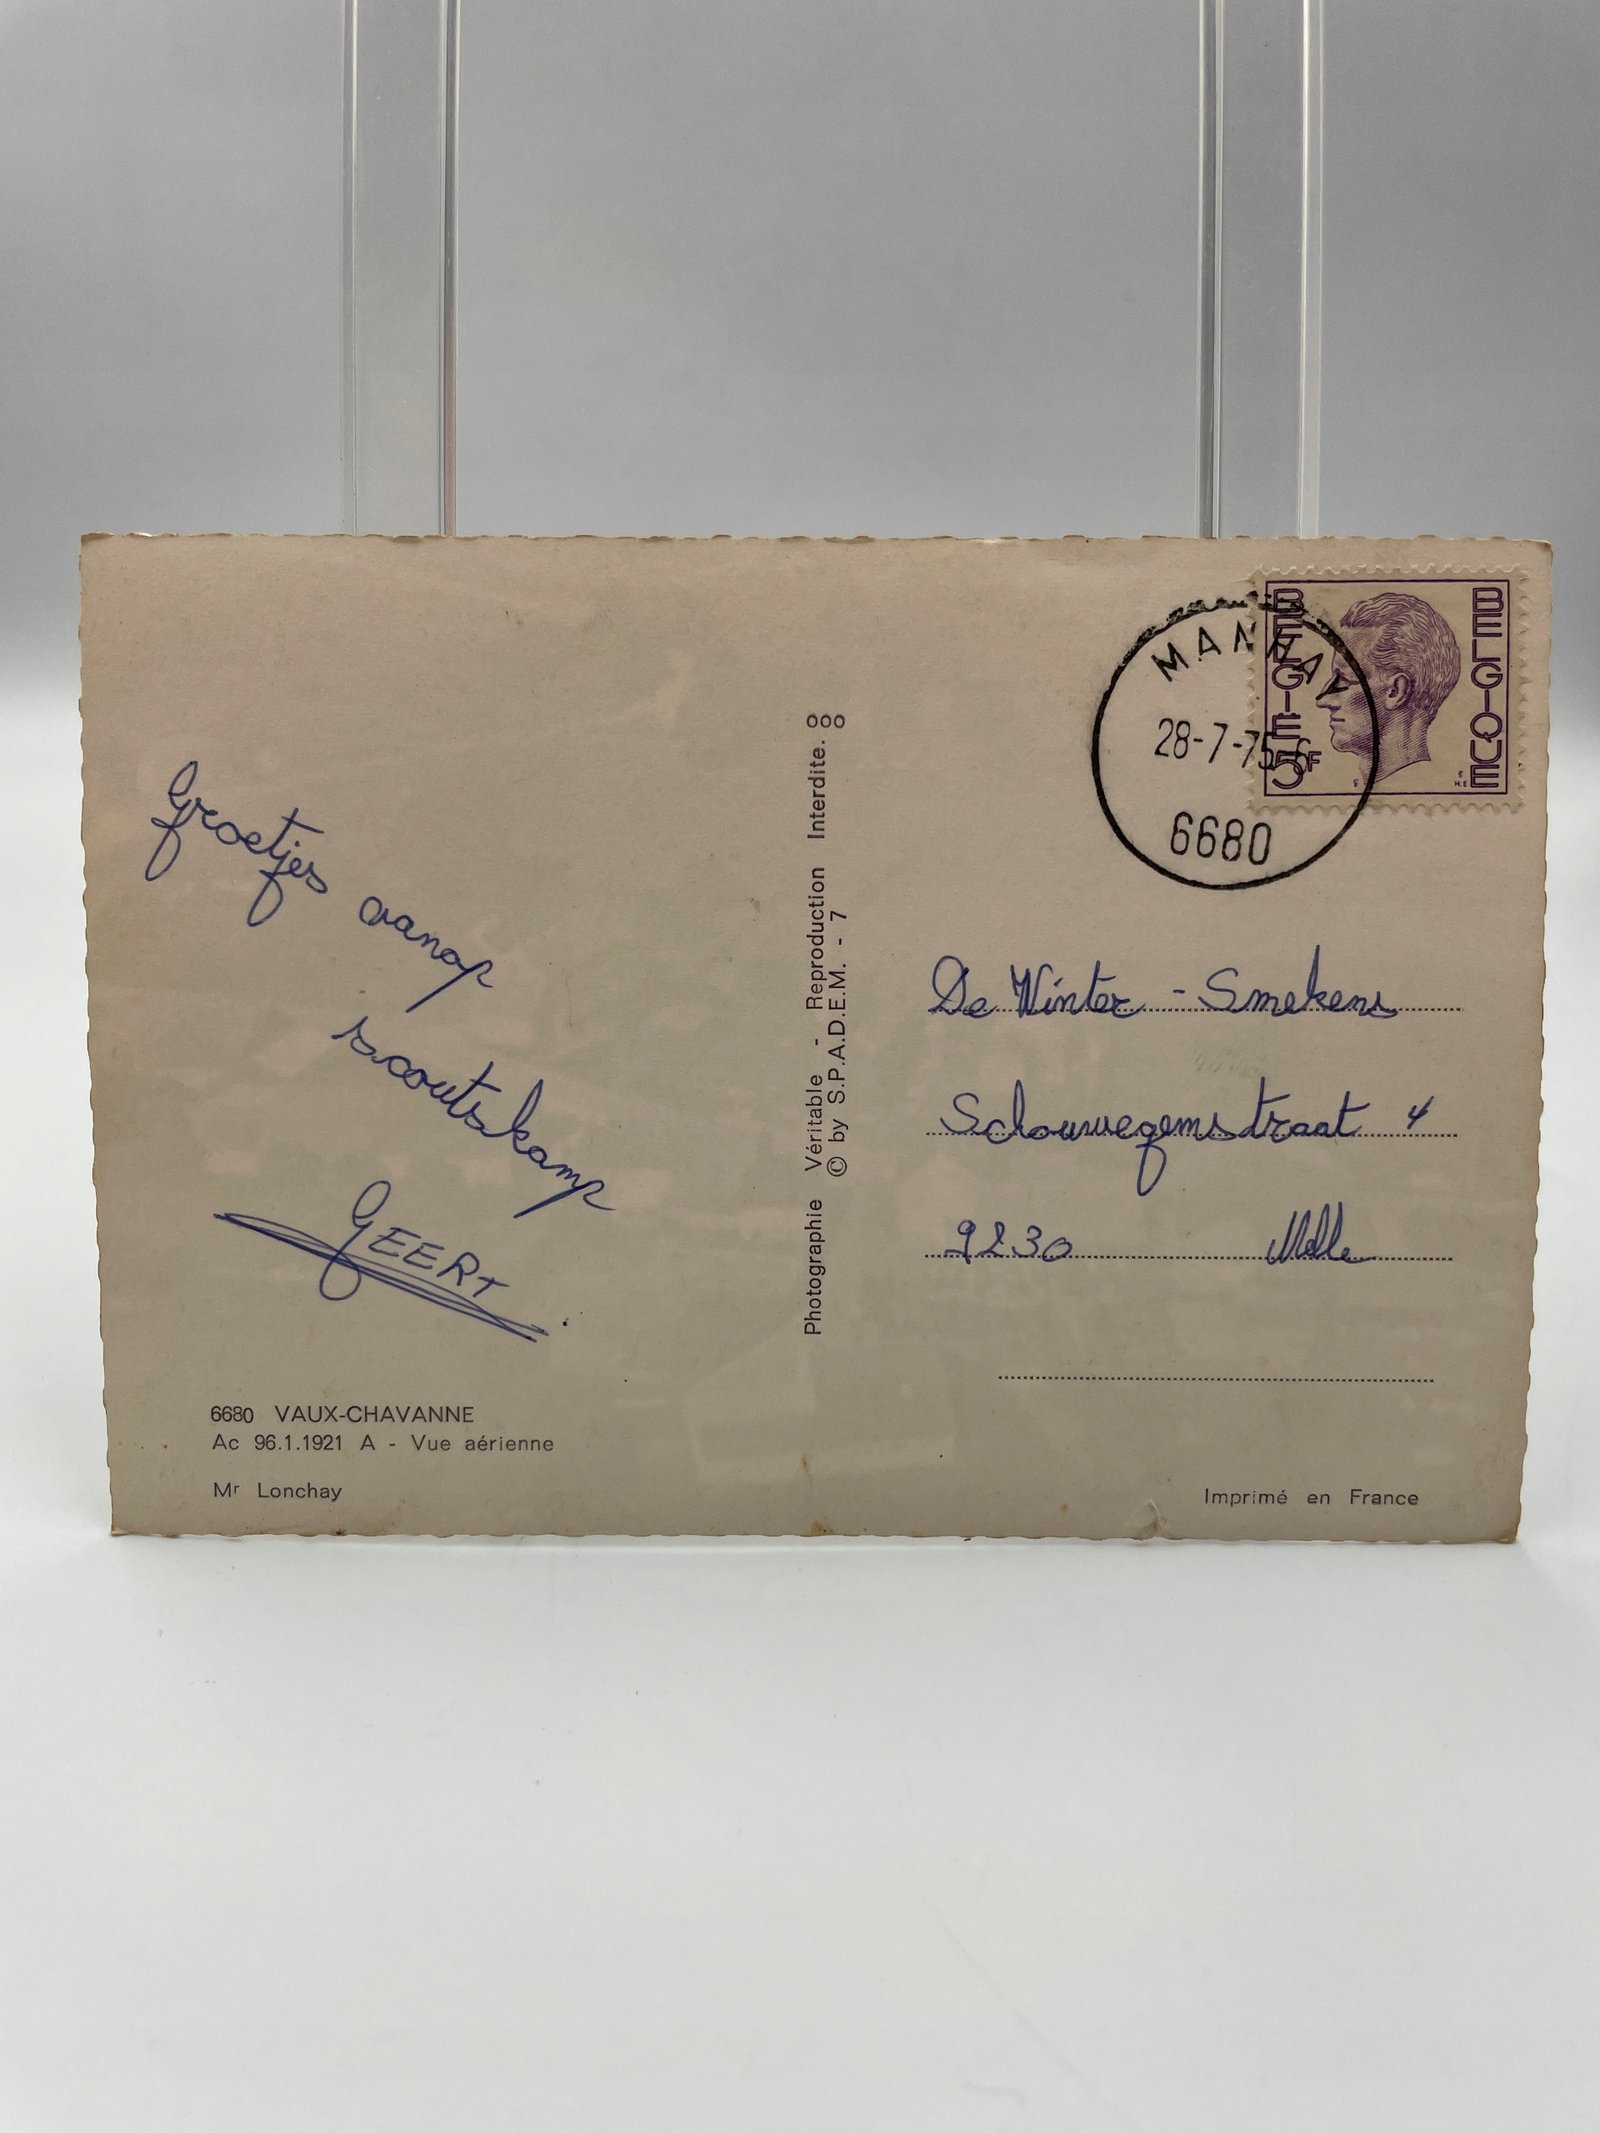 Groetjes vanop
scoutskamp
GEERT
6680 VAUX-CHAVANNE
Ac 96.1.1921 A - Vue aérienne
Mr Lonchay
Photographie Véritable - Reproduction Interdite.
© by S.P.A.D.E.M. - 7
MANHAY
28-7-75-6
6680
BELGIE
BELGIQUE
5F
De Winter - Smekens
Schouwegemstraat 4
9230 Melle
Imprimé en France